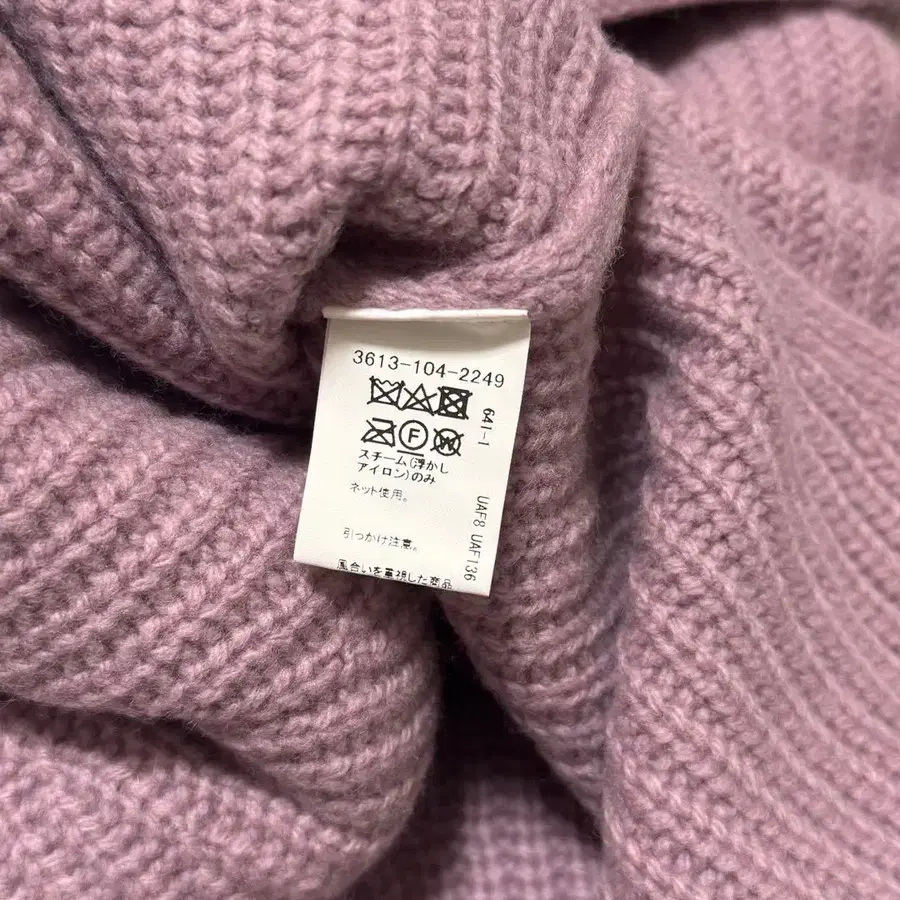 3613-104-2249
641-1
F W
スチーム(浮かし
アイロン)のみ
ネット使用。
引っかけ注意。
風合いを重視した商品
UAF8 UAF136